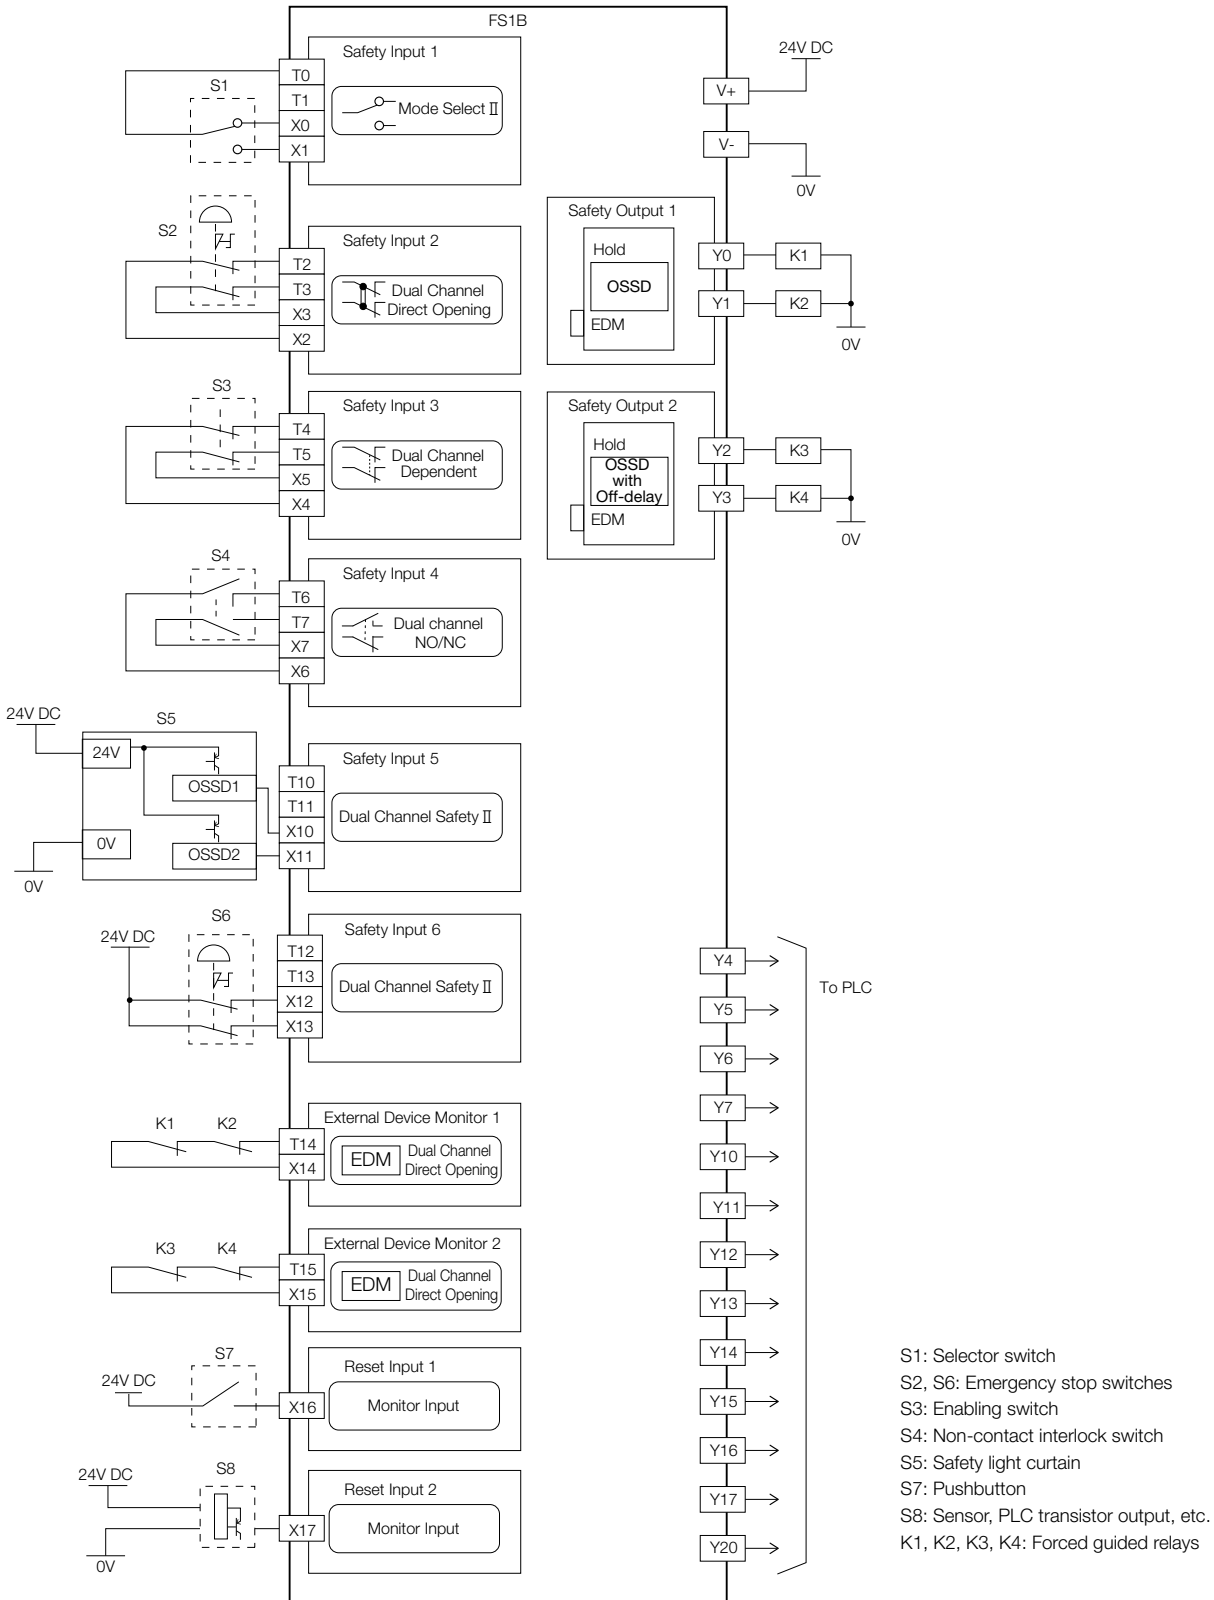 FS1B
Safety Input 1
S1
T0
T1
X0
X1
Mode Select Ⅱ
24V DC
V+
V-
0V
S2
Safety Input 2
T2
T3
X3
X2
Dual Channel
Direct Opening
Safety Output 1
Hold
OSSD
EDM
Y0
K1
Y1
K2
0V
S3
Safety Input 3
T4
T5
X5
X4
Dual Channel
Dependent
Safety Output 2
Hold
OSSD
with
Off-delay
EDM
Y2
K3
Y3
K4
0V
S4
Safety Input 4
T6
T7
X7
X6
Dual channel
NO/NC
24V DC
S5
24V
OSSD1
0V
OSSD2
0V
Safety Input 5
T10
T11
X10
X11
Dual Channel Safety Ⅱ
24V DC
S6
Safety Input 6
T12
T13
X12
X13
Dual Channel Safety Ⅱ
K1
K2
External Device Monitor 1
T14
X14
EDM
Dual Channel
Direct Opening
K3
K4
External Device Monitor 2
T15
X15
EDM
Dual Channel
Direct Opening
24V DC
S7
Reset Input 1
X16
Monitor Input
24V DC
S8
0V
Reset Input 2
X17
Monitor Input
Y4
Y5
Y6
Y7
Y10
Y11
Y12
Y13
Y14
Y15
Y16
Y17
Y20
To PLC
S1: Selector switch
S2, S6: Emergency stop switches
S3: Enabling switch
S4: Non-contact interlock switch
S5: Safety light curtain
S7: Pushbutton
S8: Sensor, PLC transistor output, etc.
K1, K2, K3, K4: Forced guided relays